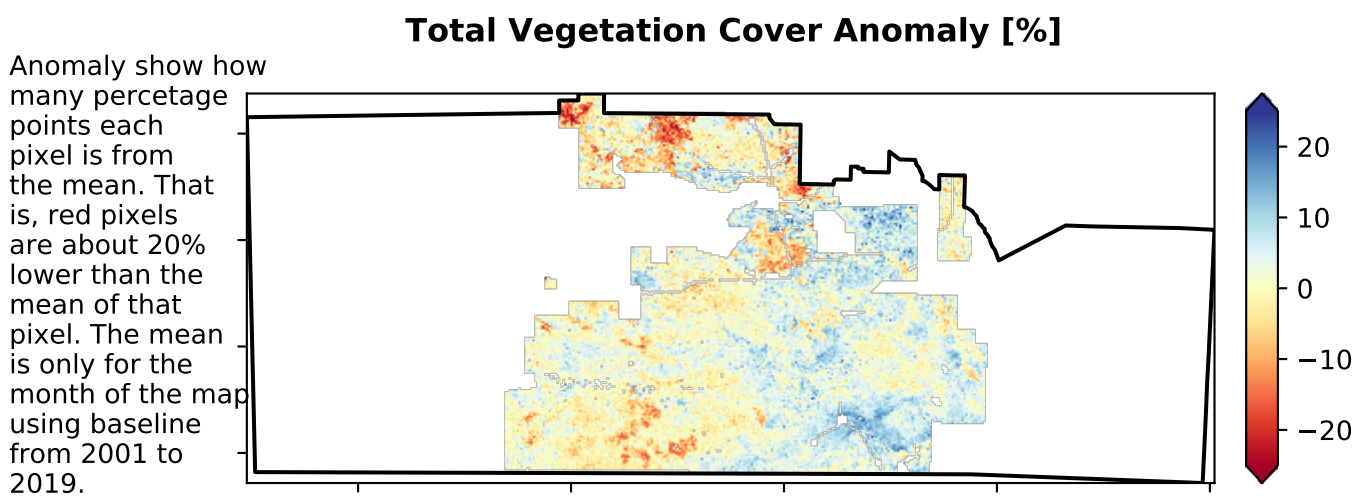 Total Vegetation Cover Anomaly [%]
Anomaly show how
many percetage
points each
pixel is from
the mean. That
is, red pixels
are about 20%
lower than the
mean of that
pixel. The mean
is only for the
month of the map
using baseline
from 2001 to
2019.
20
10
0
−10
−20